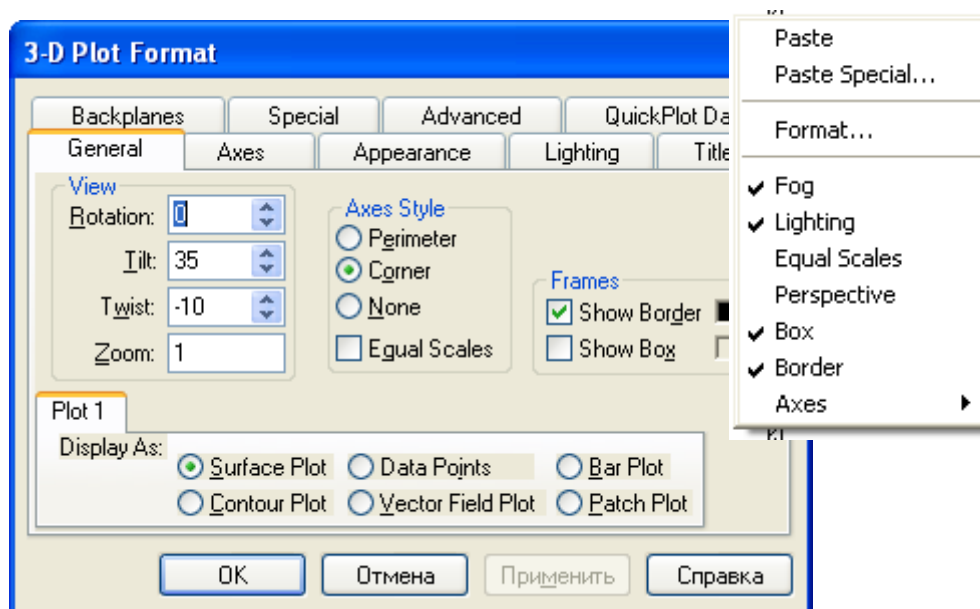 3-D Plot Format
Backplanes Special Advanced QuickPlot Da
General Axes Appearance Lighting Title
View
Rotation: 0
Tilt: 35
Twist: -10
Zoom: 1
Axes Style
Perimeter
Corner
None
Equal Scales
Frames
Show Border
Show Box
Plot 1
Display As:
Surface Plot Data Points Bar Plot
Contour Plot Vector Field Plot Patch Plot
OK Отмена Применить Справка
Paste
Paste Special...
Format...
Fog
Lighting
Equal Scales
Perspective
Box
Border
Axes